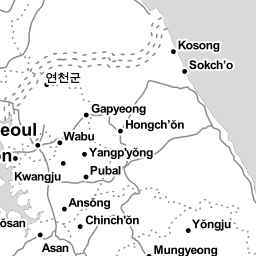 Kosong
Sokch'o
연천군
Gapyeong
Hongch'ŏn
eoul
Wabu
n
Yangp'yŏng
Kwangju
Pubal
Ansŏng
Chinch'ŏn
ŏsan
Yŏngju
Asan
Mungyeong